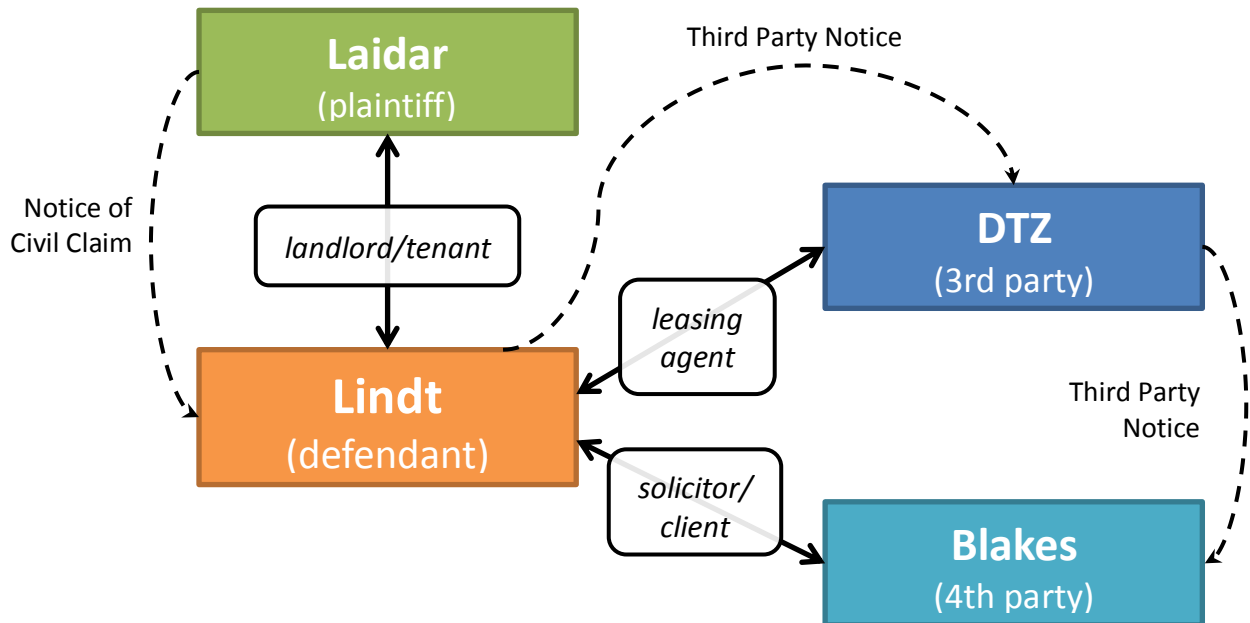 Laidar
(plaintiff)
Third Party Notice
Notice of
Civil Claim
landlord/tenant
DTZ
(3rd party)
leasing
agent
Lindt
(defendant)
Third Party
Notice
solicitor/
client
Blakes
(4th party)